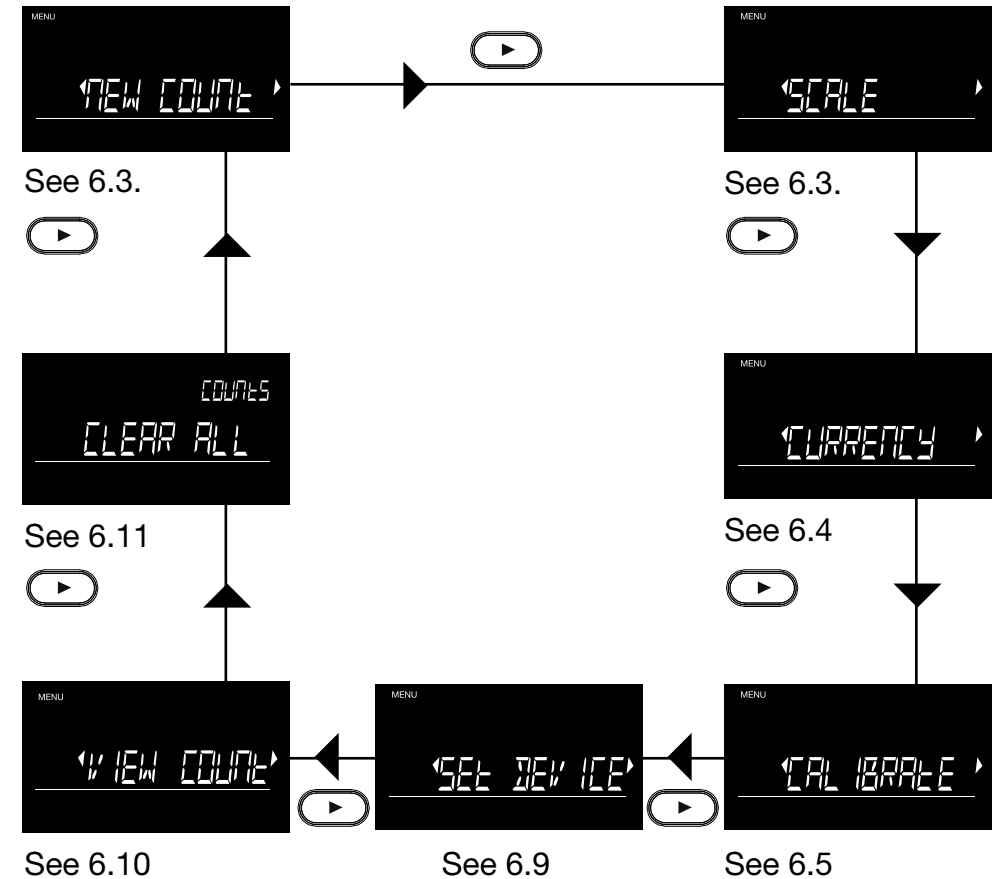 MENU
NEW COUNt
See 6.3.
MENU
SCALE
See 6.3.
COUNtS
CLEAR ALL
See 6.11
MENU
CURRENCY
See 6.4
MENU
VIEW COUNt
See 6.10
MENU
SEt DEVICE
See 6.9
MENU
CALIBRAtE
See 6.5